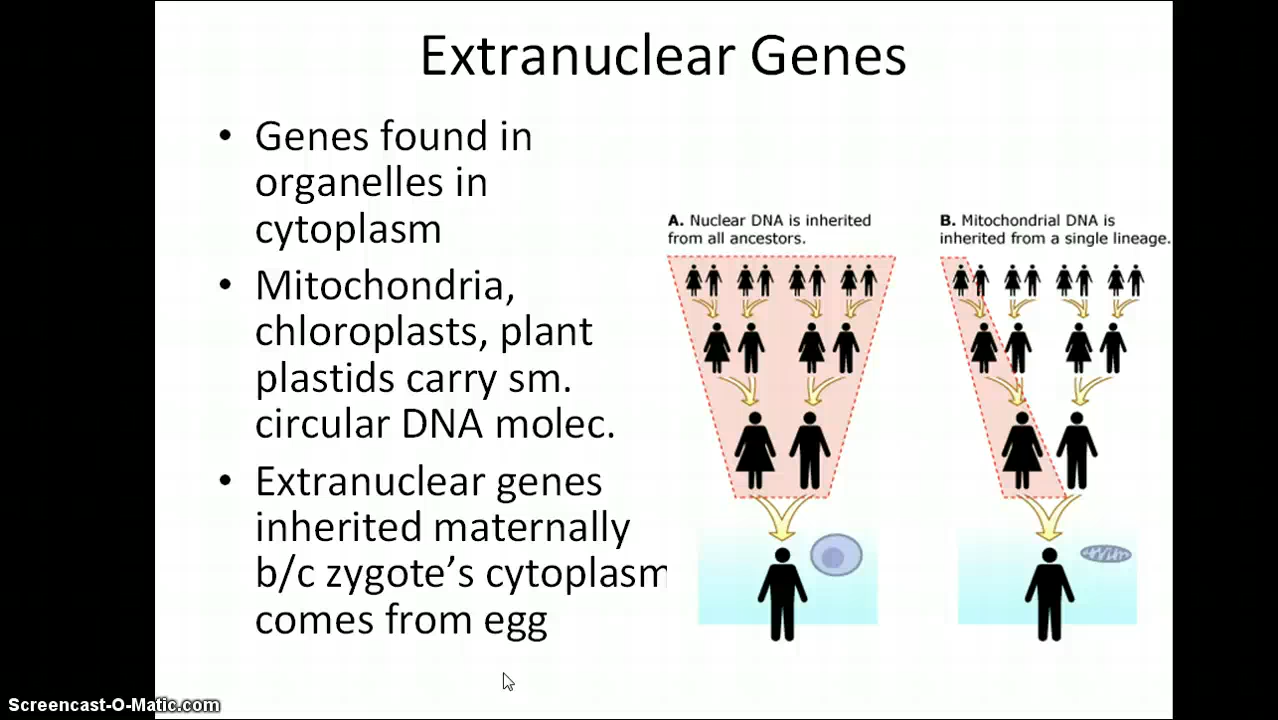 Extranuclear Genes
• Genes found in
organelles in
cytoplasm
• Mitochondria,
chloroplasts, plant
plastids carry sm.
circular DNA molec.
• Extranuclear genes
inherited maternally
b/c zygote’s cytoplasm
comes from egg
A. Nuclear DNA is inherited
from all ancestors.
B. Mitochondrial DNA is
inherited from a single lineage.
Screencast-O-Matic.com